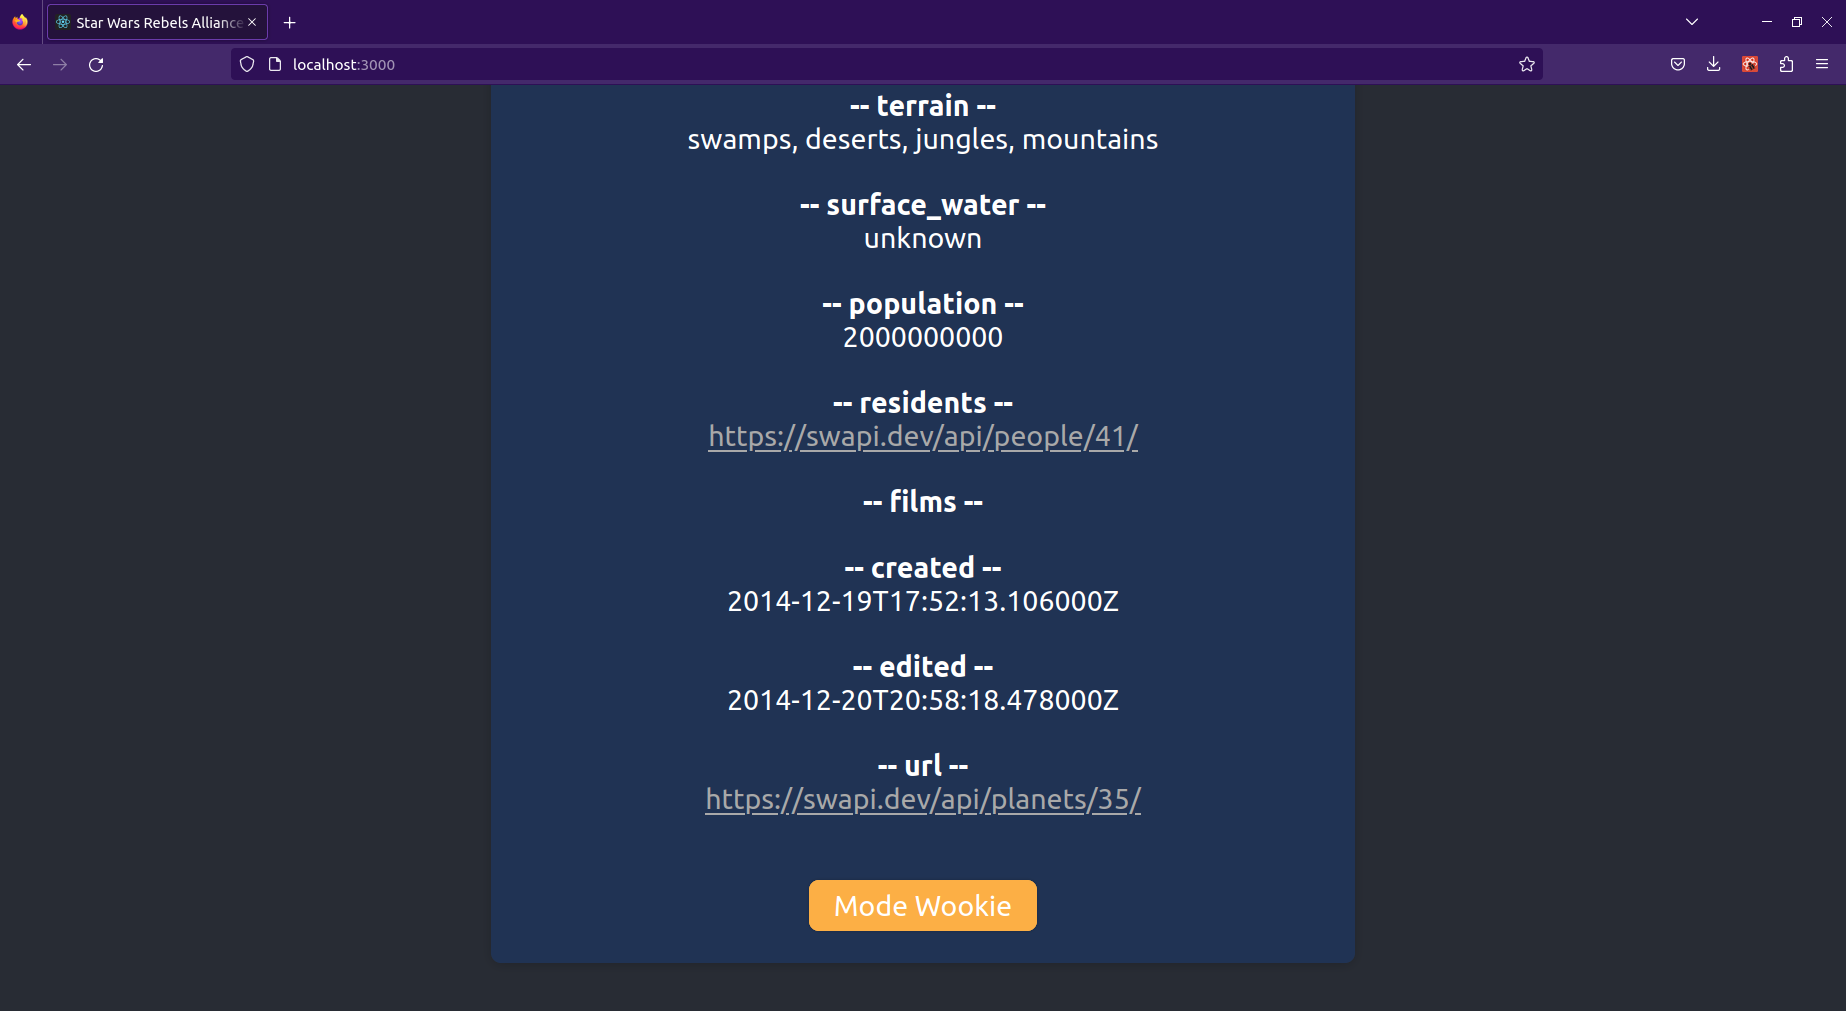 Star Wars Rebels Alliance
localhost:3000
-- terrain --
swamps, deserts, jungles, mountains
-- surface_water --
unknown
-- population --
2000000000
-- residents --
https://swapi.dev/api/people/41/
-- films --
-- created --
2014-12-19T17:52:13.106000Z
-- edited --
2014-12-20T20:58:18.478000Z
-- url --
https://swapi.dev/api/planets/35/
Mode Wookie